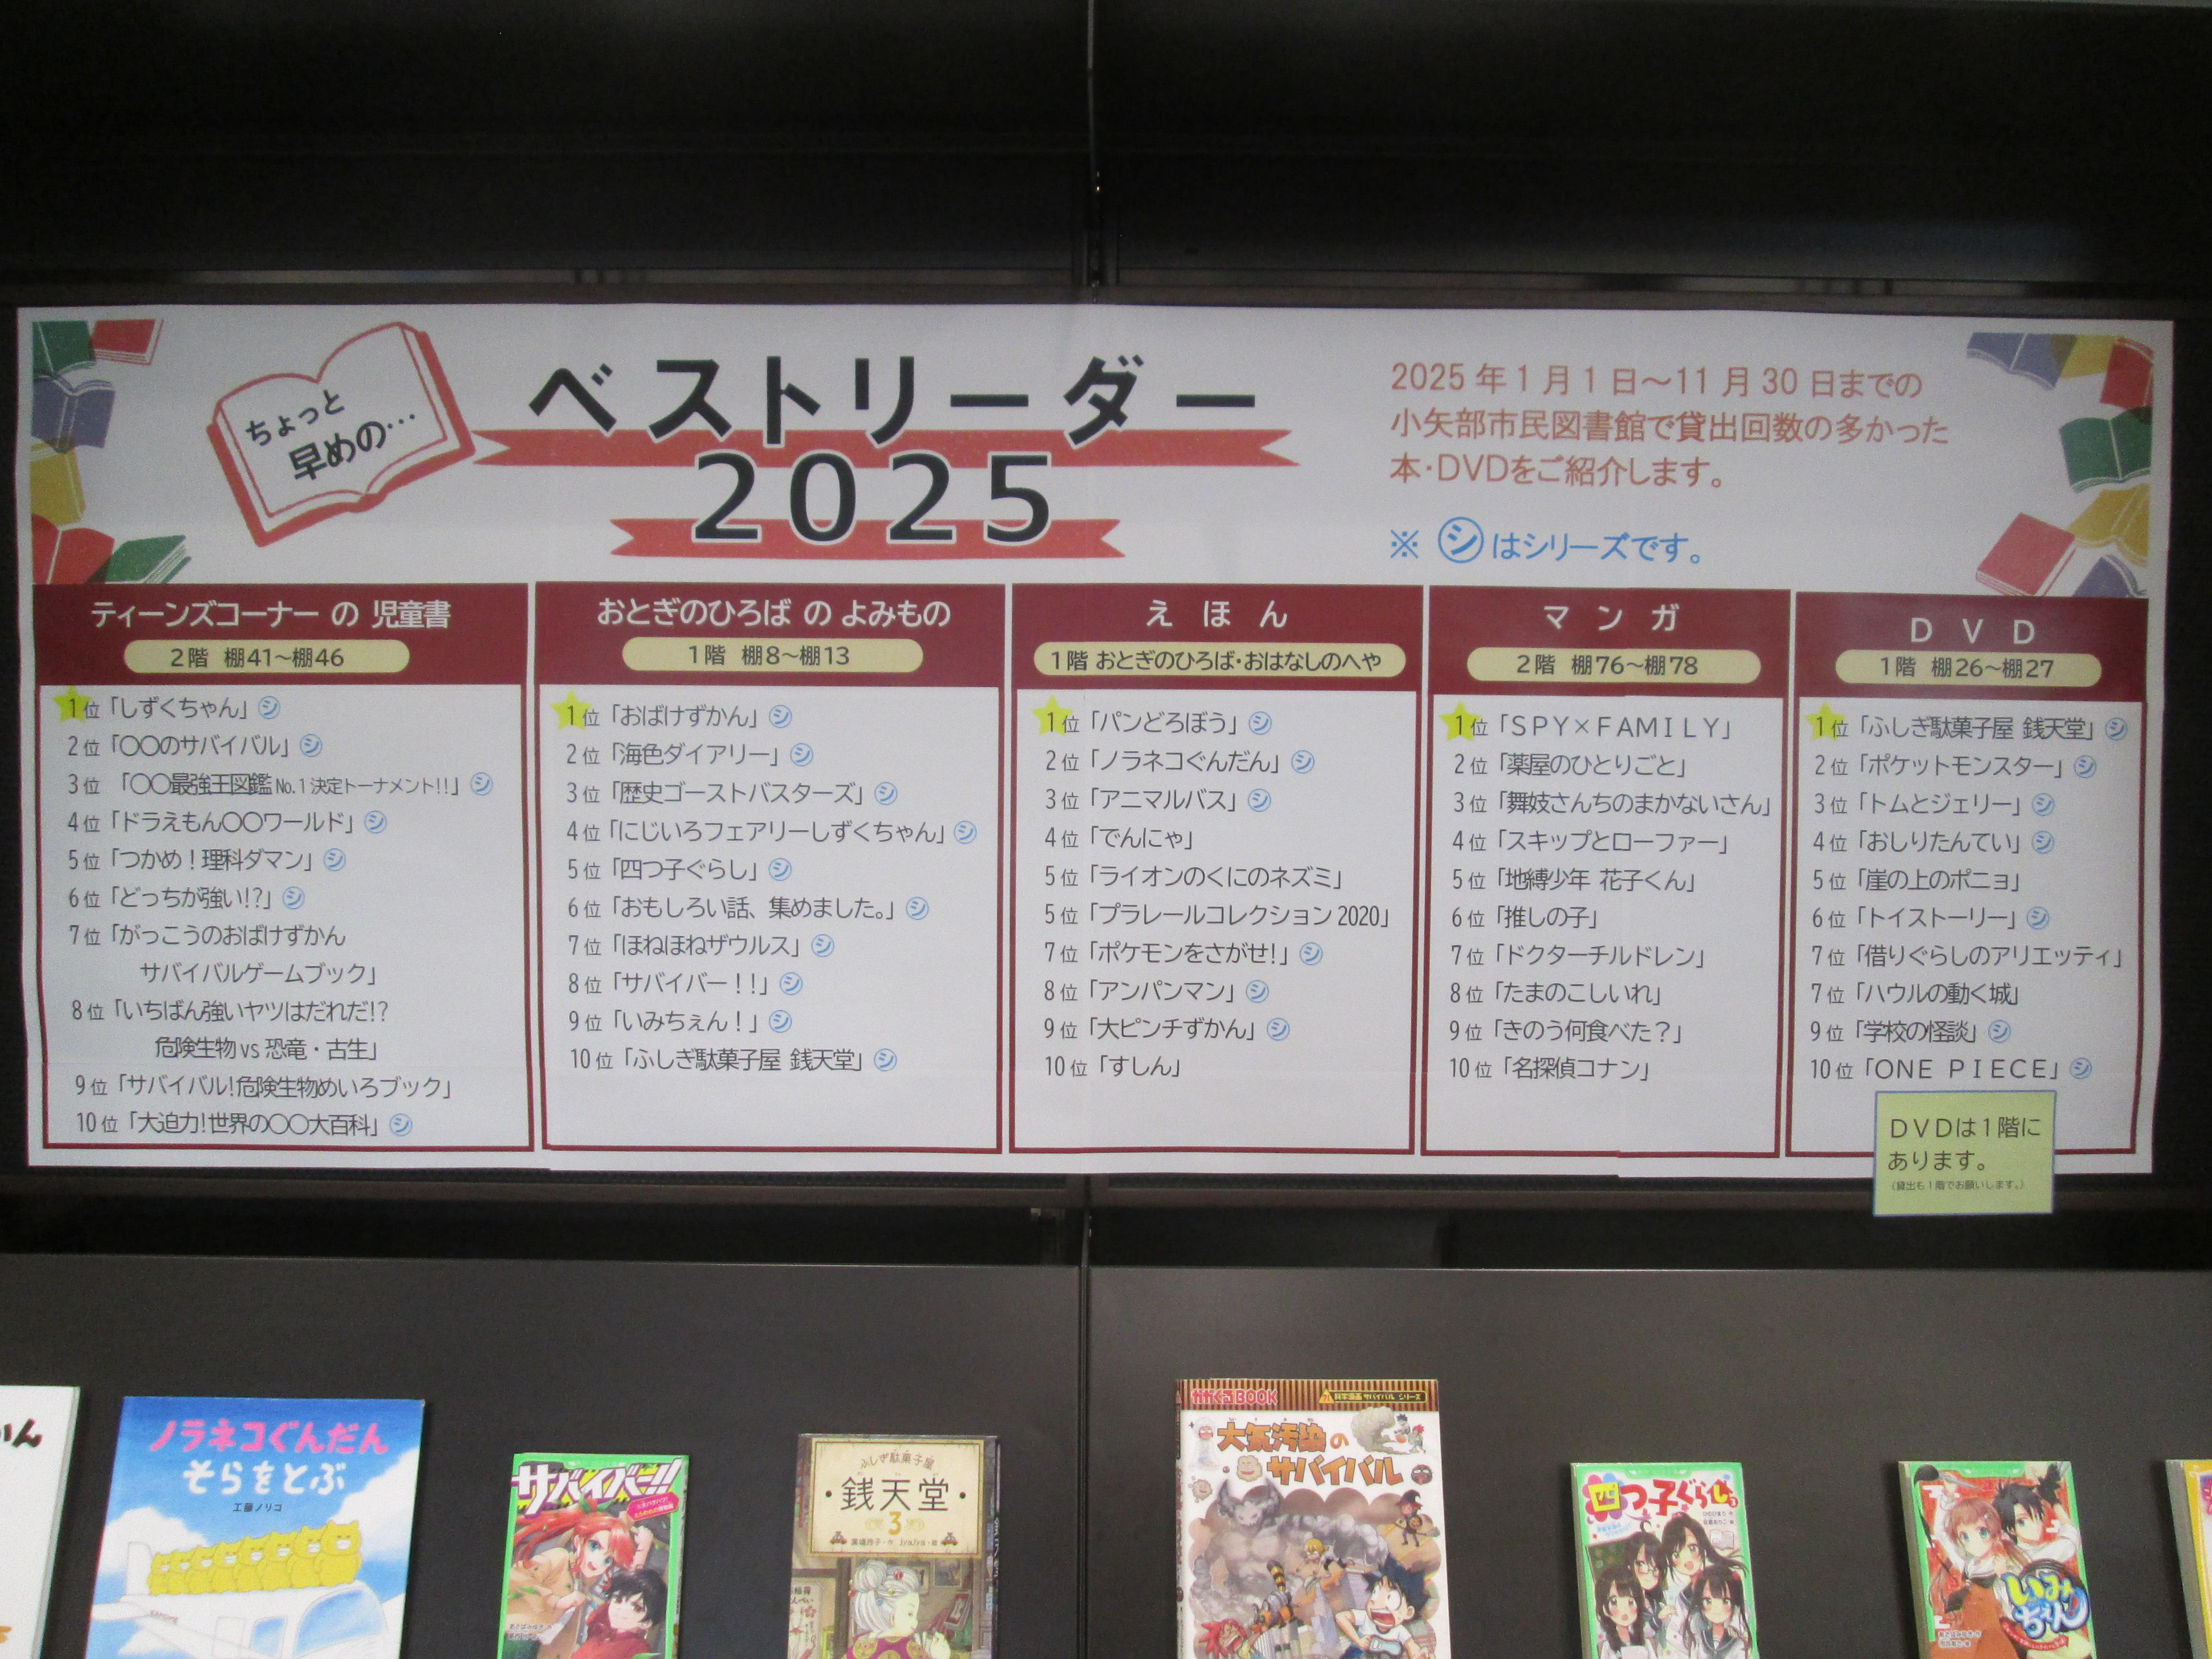 ちょっと
早めの…
ベストリーダー
2025
2025年1月1日～11月30日までの
小矢部市民図書館で貸出回数の多かった
本・DVDをご紹介します。
※ シ はシリーズです。
ティーンズコーナー の 児童書
2階 棚41～棚46
1位「しずくちゃん」シ
2位「〇〇のサバイバル」シ
3位「〇〇最強王図鑑 No.1決定トーナメント!!」シ
4位「ドラえもん〇〇ワールド」シ
5位「つかめ！理科ダマン」シ
6位「どっちが強い!?」シ
7位「がっこうのおばけずかん
サバイバルゲームブック」
8位「いちばん強いヤツはだれだ!?
危険生物 vs 恐竜・古生」
9位「サバイバル!危険生物めいろブック」
10位「大迫力!世界の〇〇大百科」シ
おとぎのひろば の よみもの
1階 棚8～棚13
1位「おばけずかん」シ
2位「海色ダイアリー」シ
3位「歴史ゴーストバスターズ」シ
4位「にじいろフェアリーしずくちゃん」シ
5位「四つ子ぐらし」シ
6位「おもしろい話、集めました。」シ
7位「ほねほねザウルス」シ
8位「サバイバー！！」シ
9位「いみちぇん！」シ
10位「ふしぎ駄菓子屋 銭天堂」シ
えほん
1階 おとぎのひろば・おはなしのへや
1位「パンどろぼう」シ
2位「ノラネコぐんだん」シ
3位「アニマルバス」シ
4位「でんにゃ」
5位「ライオンのくにのネズミ」
5位「プラレールコレクション2020」
7位「ポケモンをさがせ!」シ
8位「アンパンマン」シ
9位「大ピンチずかん」シ
10位「すしん」
マンガ
2階 棚76～棚78
1位「SPY×FAMILY」
2位「薬屋のひとりごと」
3位「舞妓さんちのまかないさん」
4位「スキップとローファー」
5位「地縛少年 花子くん」
6位「推しの子」
7位「ドクターチルドレン」
8位「たまのこしいれ」
9位「きのう何食べた？」
10位「名探偵コナン」
DVD
1階 棚26～棚27
1位「ふしぎ駄菓子屋 銭天堂」シ
2位「ポケットモンスター」シ
3位「トムとジェリー」シ
4位「おしりたんてい」シ
5位「崖の上のポニョ」
6位「トイストーリー」シ
7位「借りぐらしのアリエッティ」
7位「ハウルの動く城」
9位「学校の怪談」シ
10位「ONE PIECE」シ
DVDは1階に
あります。
（貸出も1階でお願いします。）
ノラネコぐんだん
そらをとぶ
工藤ノリコ
サバイバー!!
ふしぎ駄菓子屋
銭天堂
3
廣嶋玲子・作 jyajya・絵
かがくるBOOK
科学漫画 サバイバル シリーズ
大気汚染の
サバイバル
四つ子ぐらし
3
いみちぇん